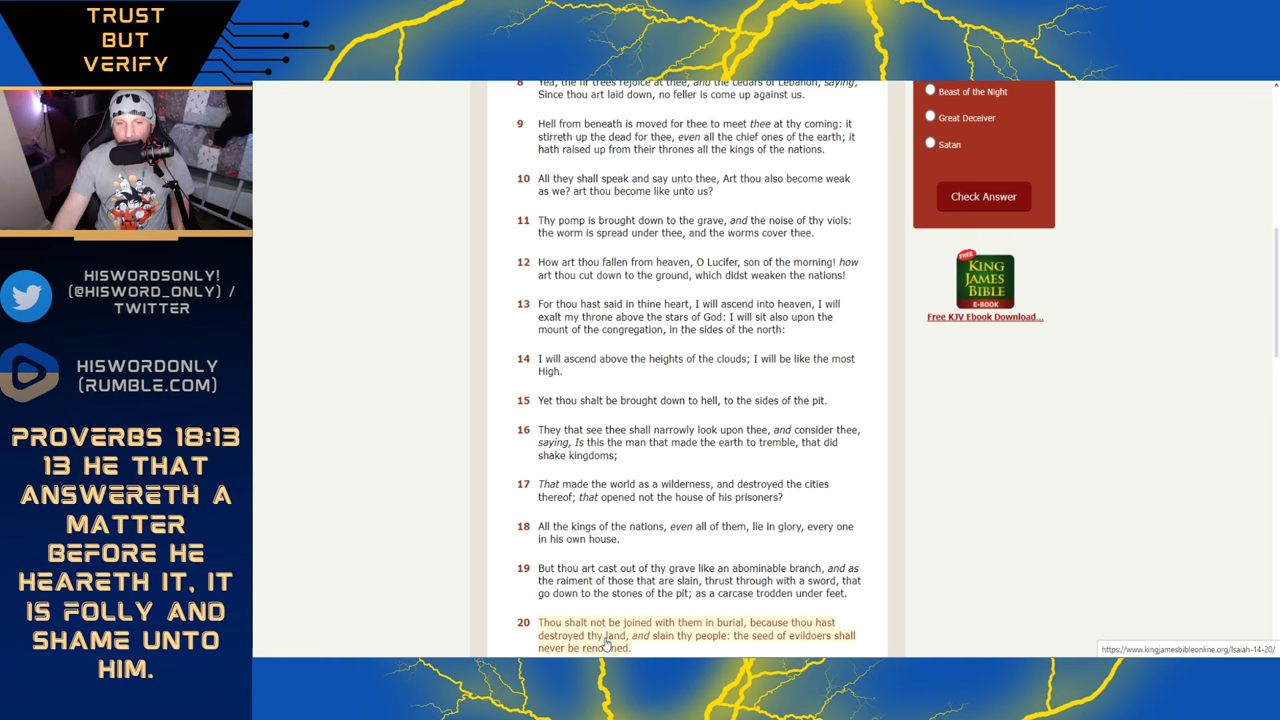 TRUST
BUT
VERIFY
HISWORDSONLY!
(@HISWORD_ONLY) /
TWITTER
HISWORDONLY
(RUMBLE.COM)
PROVERBS 18:13
13 HE THAT
ANSWERETH A
MATTER
BEFORE HE
HEARETH IT, IT
IS FOLLY AND
SHAME UNTO
HIM.
8 Yea, the fir trees rejoice at thee, and the cedars of Lebanon, saying,
Since thou art laid down, no feller is come up against us.
9 Hell from beneath is moved for thee to meet thee at thy coming: it
stirreth up the dead for thee, even all the chief ones of the earth; it
hath raised up from their thrones all the kings of the nations.
10 All they shall speak and say unto thee, Art thou also become weak
as we? art thou become like unto us?
11 Thy pomp is brought down to the grave, and the noise of thy viols:
the worm is spread under thee, and the worms cover thee.
12 How art thou fallen from heaven, O Lucifer, son of the morning! how
art thou cut down to the ground, which didst weaken the nations!
13 For thou hast said in thine heart, I will ascend into heaven, I will
exalt my throne above the stars of God: I will sit also upon the
mount of the congregation, in the sides of the north:
14 I will ascend above the heights of the clouds; I will be like the most
High.
15 Yet thou shalt be brought down to hell, to the sides of the pit.
16 They that see thee shall narrowly look upon thee, and consider thee,
saying, Is this the man that made the earth to tremble, that did
shake kingdoms;
17 That made the world as a wilderness, and destroyed the cities
thereof; that opened not the house of his prisoners?
18 All the kings of the nations, even all of them, lie in glory, every one
in his own house.
19 But thou art cast out of thy grave like an abominable branch, and as
the raiment of those that are slain, thrust through with a sword, that
go down to the stones of the pit; as a carcase trodden under feet.
20 Thou shalt not be joined with them in burial, because thou hast
destroyed thy land, and slain thy people: the seed of evildoers shall
never be renowned.
Beast of the Night
Great Deceiver
Satan
Check Answer
FREE
KING
JAMES
BIBLE
E-BOOK
Free KJV Ebook Download...
https://www.kingjamesbibleonline.org/Isaiah-14-20/